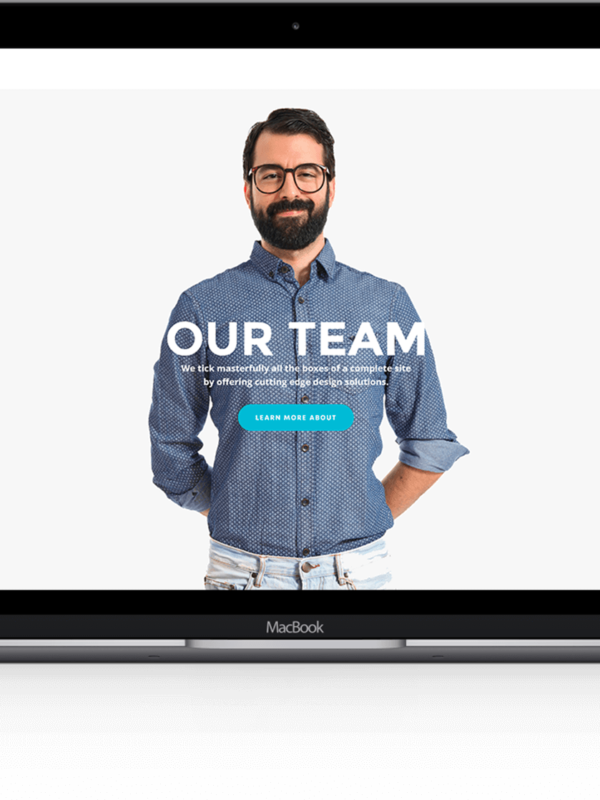 OUR TEAM
We tick masterfully all the boxes of a complete site
by offering cutting edge design solutions.
LEARN MORE ABOUT
MacBook